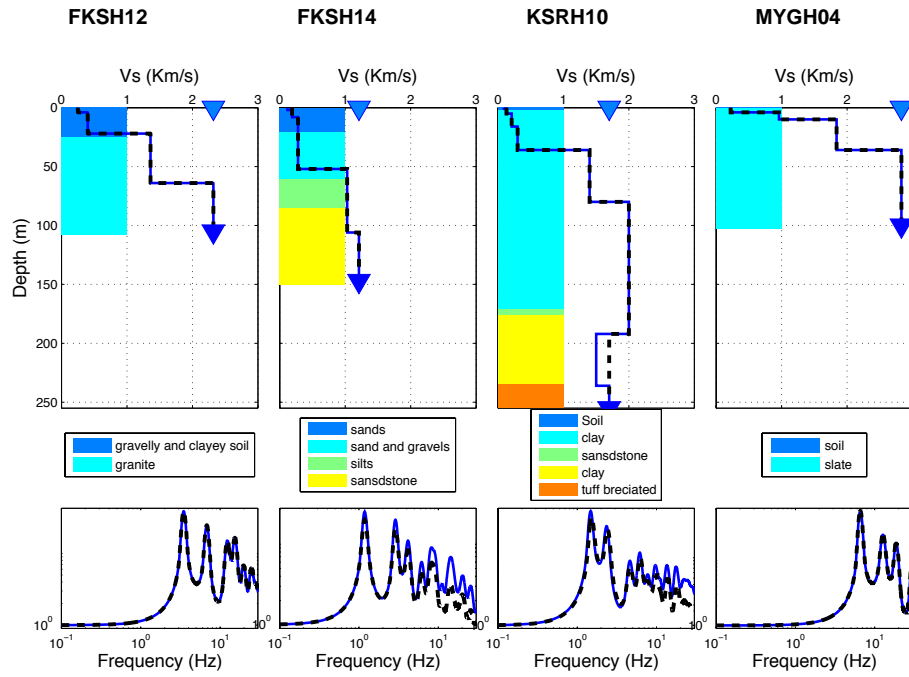 FKSH12 FKSH14 KSRH10 MYGH04
Vs (Km/s) Vs (Km/s) Vs (Km/s) Vs (Km/s)
0 1 2 3 0 1 2 3 0 1 2 3 0 1 2
0
50
100
150
200
250
Depth (m)
gravelly and clayey soil
granite
sands
sand and gravels
silts
sansdstone
Soil
clay
sansdstone
clay
tuff breciated
soil
slate
10^0 10^0 10^0 10^0
10^-1 10^0 10^1 10^-1 10^0 10^1 10^-1 10^0 10^1 10^-1 10^0 10^1
Frequency (Hz) Frequency (Hz) Frequency (Hz) Frequency (Hz)